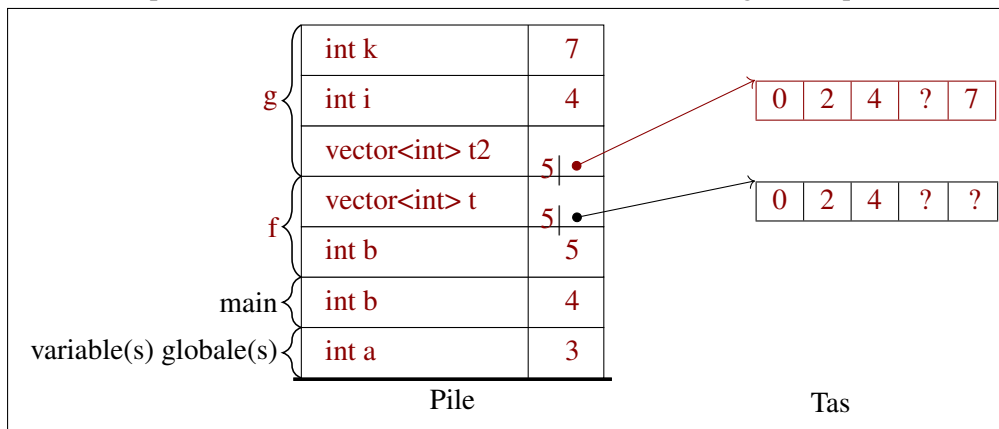 int k 7
g int i 4 0 2 4 ? 7
vector<int> t2 5|
vector<int> t 5| 0 2 4 ? ?
f
int b 5
main int b 4
variable(s) globale(s) int a 3
Pile Tas